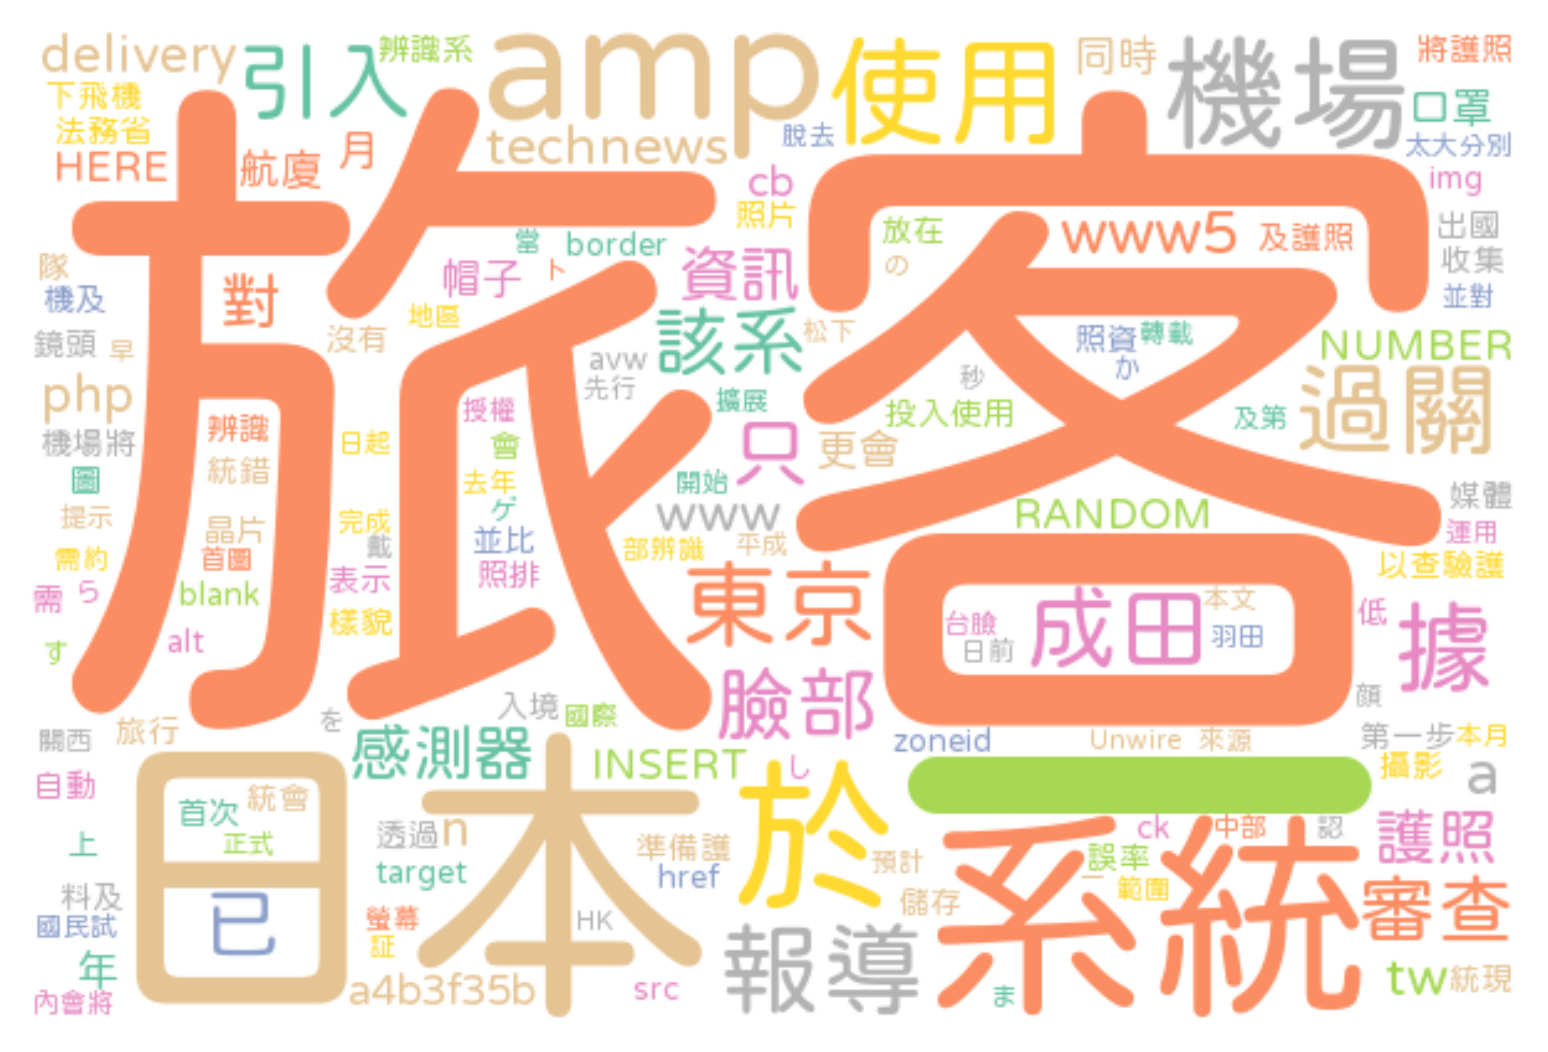 delivery
引入
辨識系
amp
使用
同時
機場
將護照
下飛機
法務省
口罩
HERE
航廈
月
technews
脫去
太大分別
cb
img
旅客
照片
放在
の
www5
及護照
出國
收集
隊
機及
對
當
border
帽子
ト
資訊
並對
鏡頭
早
沒有
地區
該系
松下
照資
轉載
か
NUMBER
php
avw
先行
秒
過關
機場將
辨識
日起
授權
會
擴展
只
更會
投入使用
及第
圖
統錯
去年
開始
提示
晶片
完成
ゲ
www
RANDOM
媒體
需約
首圖
戴
並比
部辨識
平成
運用
需
ら
blank
表示
照排
東京
以查驗護
す
alt
樣貌
台臉
成田
本文
日前
羽田
低
據
臉部
顏
關西
旅行
を
入境
國際
zoneid
Unwire
來源
第一步
本月
自動
日本
感測器
INSERT
し
一
攝影
a
首次
統會
正式
透過
n
準備護
於
系統
ck
中部
認
護照
上
target
href
預計
誤率
範圍
料及
已
儲存
審查
國民試
螢幕
証
HK
報導
年
a4b3f35b
src
ま
tw
統現
內會將